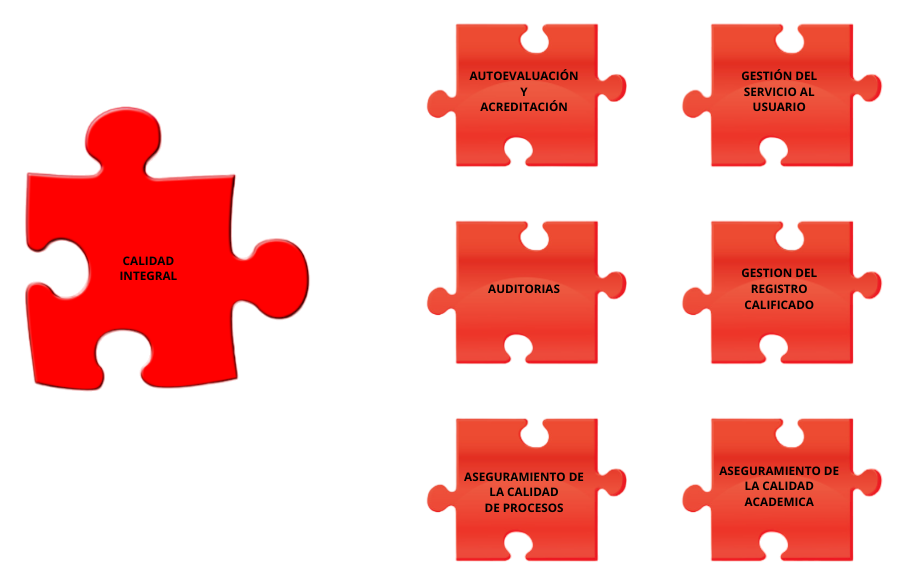 CALIDAD
INTEGRAL
AUTOEVALUACIÓN
Y
ACREDITACIÓN
GESTIÓN DEL
SERVICIO AL
USUARIO
AUDITORIAS
GESTION DEL
REGISTRO
CALIFICADO
ASEGURAMIENTO DE
LA CALIDAD
DE PROCESOS
ASEGURAMIENTO DE
LA CALIDAD
ACADEMICA